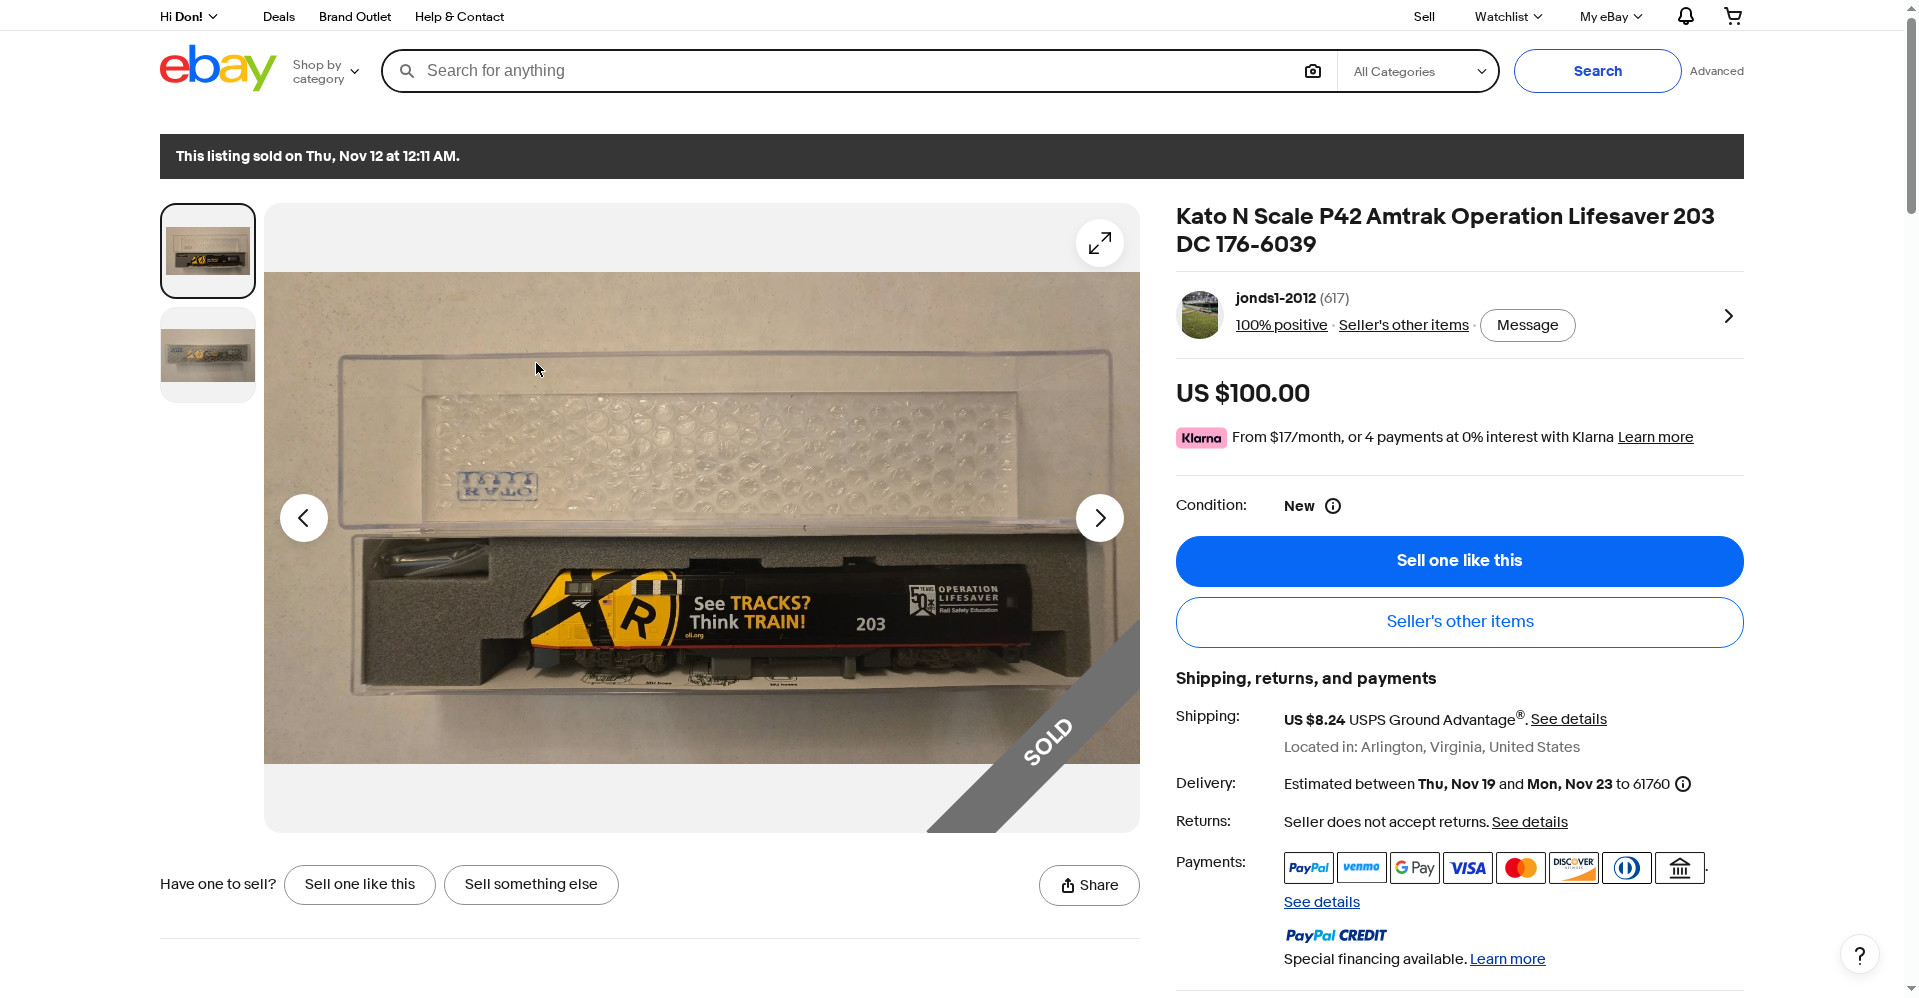 Hi Don!
Deals
Brand Outlet
Help & Contact
Sell
Watchlist
My eBay
ebay
Shop by
category
Search for anything
All Categories
Search
Advanced
This listing sold on Thu, Nov 12 at 12:11 AM.
KATO
See TRACKS?
Think TRAIN!
oli.org
R
203
50
YEARS
OPERATION
LIFESAVER
Rail Safety Education
SOLD
Have one to sell?
Sell one like this
Sell something else
Share
Kato N Scale P42 Amtrak Operation Lifesaver 203
DC 176-6039
jonds1-2012 (617)
100% positive · Seller's other items · Message
US $100.00
Klarna From $17/month, or 4 payments at 0% interest with Klarna Learn more
Condition: New
Sell one like this
Seller's other items
Shipping, returns, and payments
Shipping: US $8.24 USPS Ground Advantage®. See details
Located in: Arlington, Virginia, United States
Delivery: Estimated between Thu, Nov 19 and Mon, Nov 23 to 61760
Returns: Seller does not accept returns. See details
Payments: PayPal venmo G Pay VISA DISCOVER .
See details
PayPal CREDIT
Special financing available. Learn more
?